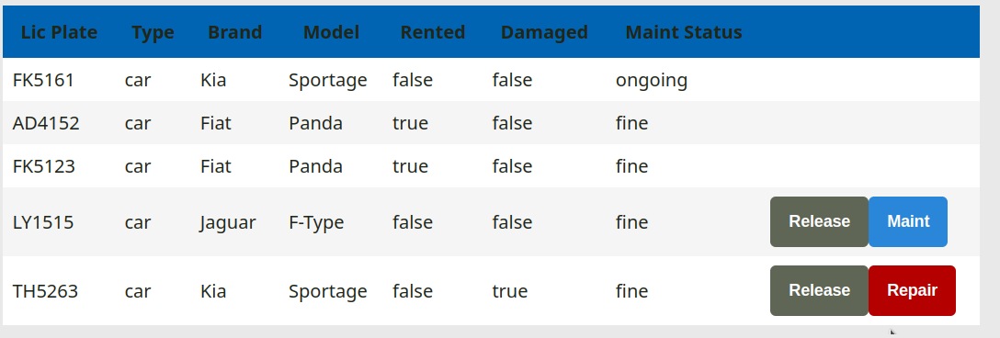 Lic Plate Type Brand Model Rented Damaged Maint Status
FK5161 car Kia Sportage false false ongoing
AD4152 car Fiat Panda true false fine
FK5123 car Fiat Panda true false fine
LY1515 car Jaguar F-Type false false fine Release Maint
TH5263 car Kia Sportage false true fine Release Repair